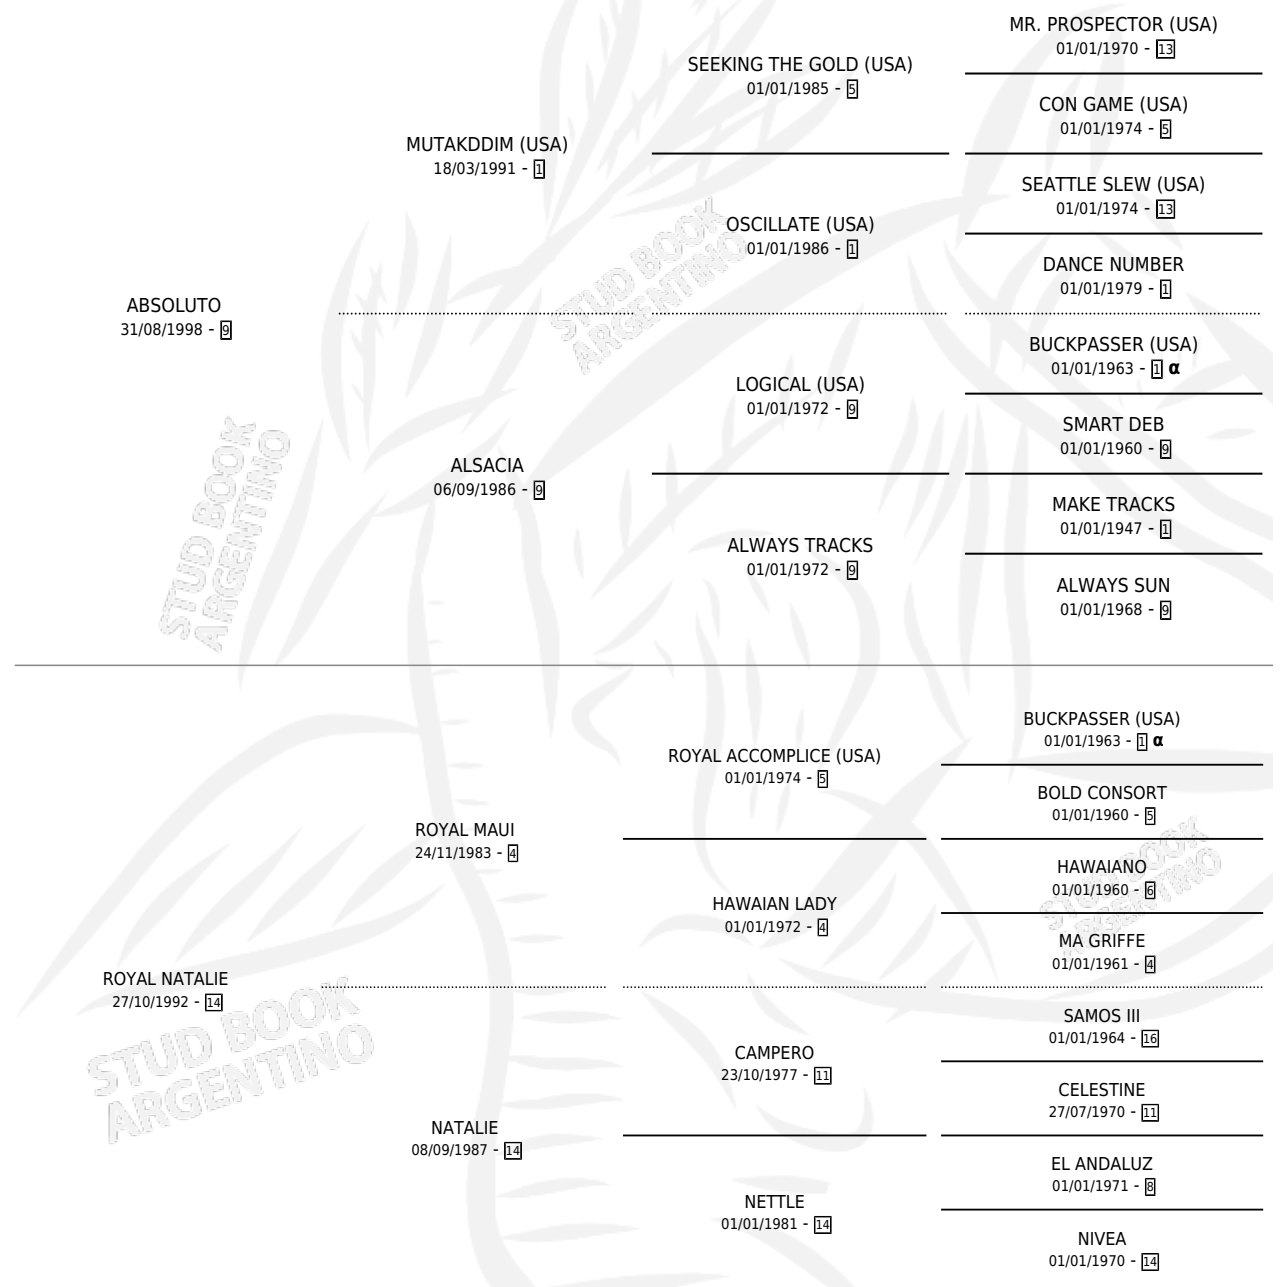 MR. PROSPECTOR (USA)
01/01/1970 - 13
SEEKING THE GOLD (USA)
01/01/1985 - 5
CON GAME (USA)
01/01/1974 - 5
MUTAKDDIM (USA)
18/03/1991 - 1
SEATTLE SLEW (USA)
01/01/1974 - 13
OSCILLATE (USA)
01/01/1986 - 1
DANCE NUMBER
01/01/1979 - 1
ABSOLUTO
31/08/1998 - 9
BUCKPASSER (USA)
01/01/1963 - 1 α
LOGICAL (USA)
01/01/1972 - 9
SMART DEB
01/01/1960 - 9
ALSACIA
06/09/1986 - 9
MAKE TRACKS
01/01/1947 - 1
ALWAYS TRACKS
01/01/1972 - 9
ALWAYS SUN
01/01/1968 - 9
BUCKPASSER (USA)
01/01/1963 - 1 α
ROYAL ACCOMPLICE (USA)
01/01/1974 - 5
BOLD CONSORT
01/01/1960 - 5
ROYAL MAUI
24/11/1983 - 4
HAWAIANO
01/01/1960 - 6
HAWAIAN LADY
01/01/1972 - 4
MA GRIFFE
01/01/1961 - 4
ROYAL NATALIE
27/10/1992 - 14
SAMOS III
01/01/1964 - 16
CAMPERO
23/10/1977 - 11
CELESTINE
27/07/1970 - 11
NATALIE
08/09/1987 - 14
EL ANDALUZ
01/01/1971 - 8
NETTLE
01/01/1981 - 14
NIVEA
01/01/1970 - 14
STUD BOOK
ARGENTINO
STUD BOOK
ARGENTINO
STUD BOOK
ARGENTINO
STUD BOOK
ARGENTINO